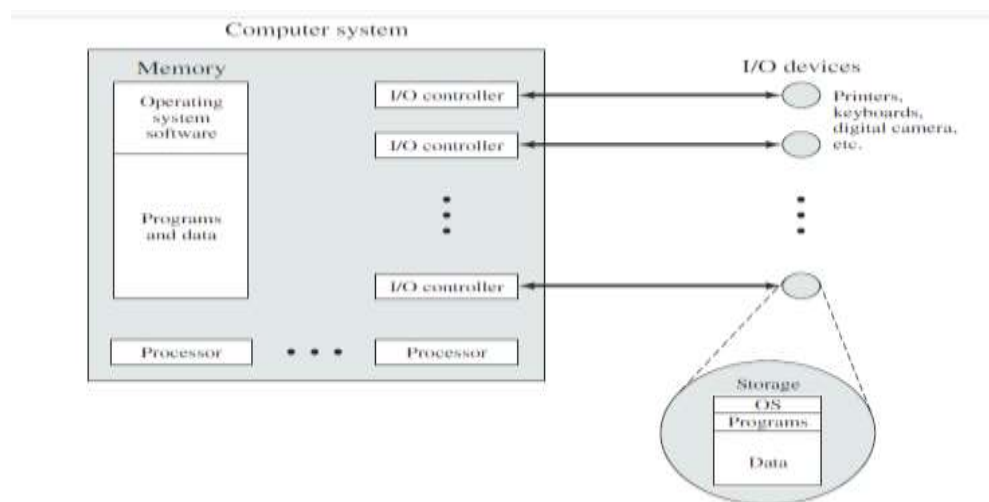 Computer system
Memory
Operating
system
software
Programs
and data
I/O controller
I/O controller
I/O controller
Processor
Processor
I/O devices
Printers,
keyboards,
digital camera,
etc.
Storage
OS
Programs
Data